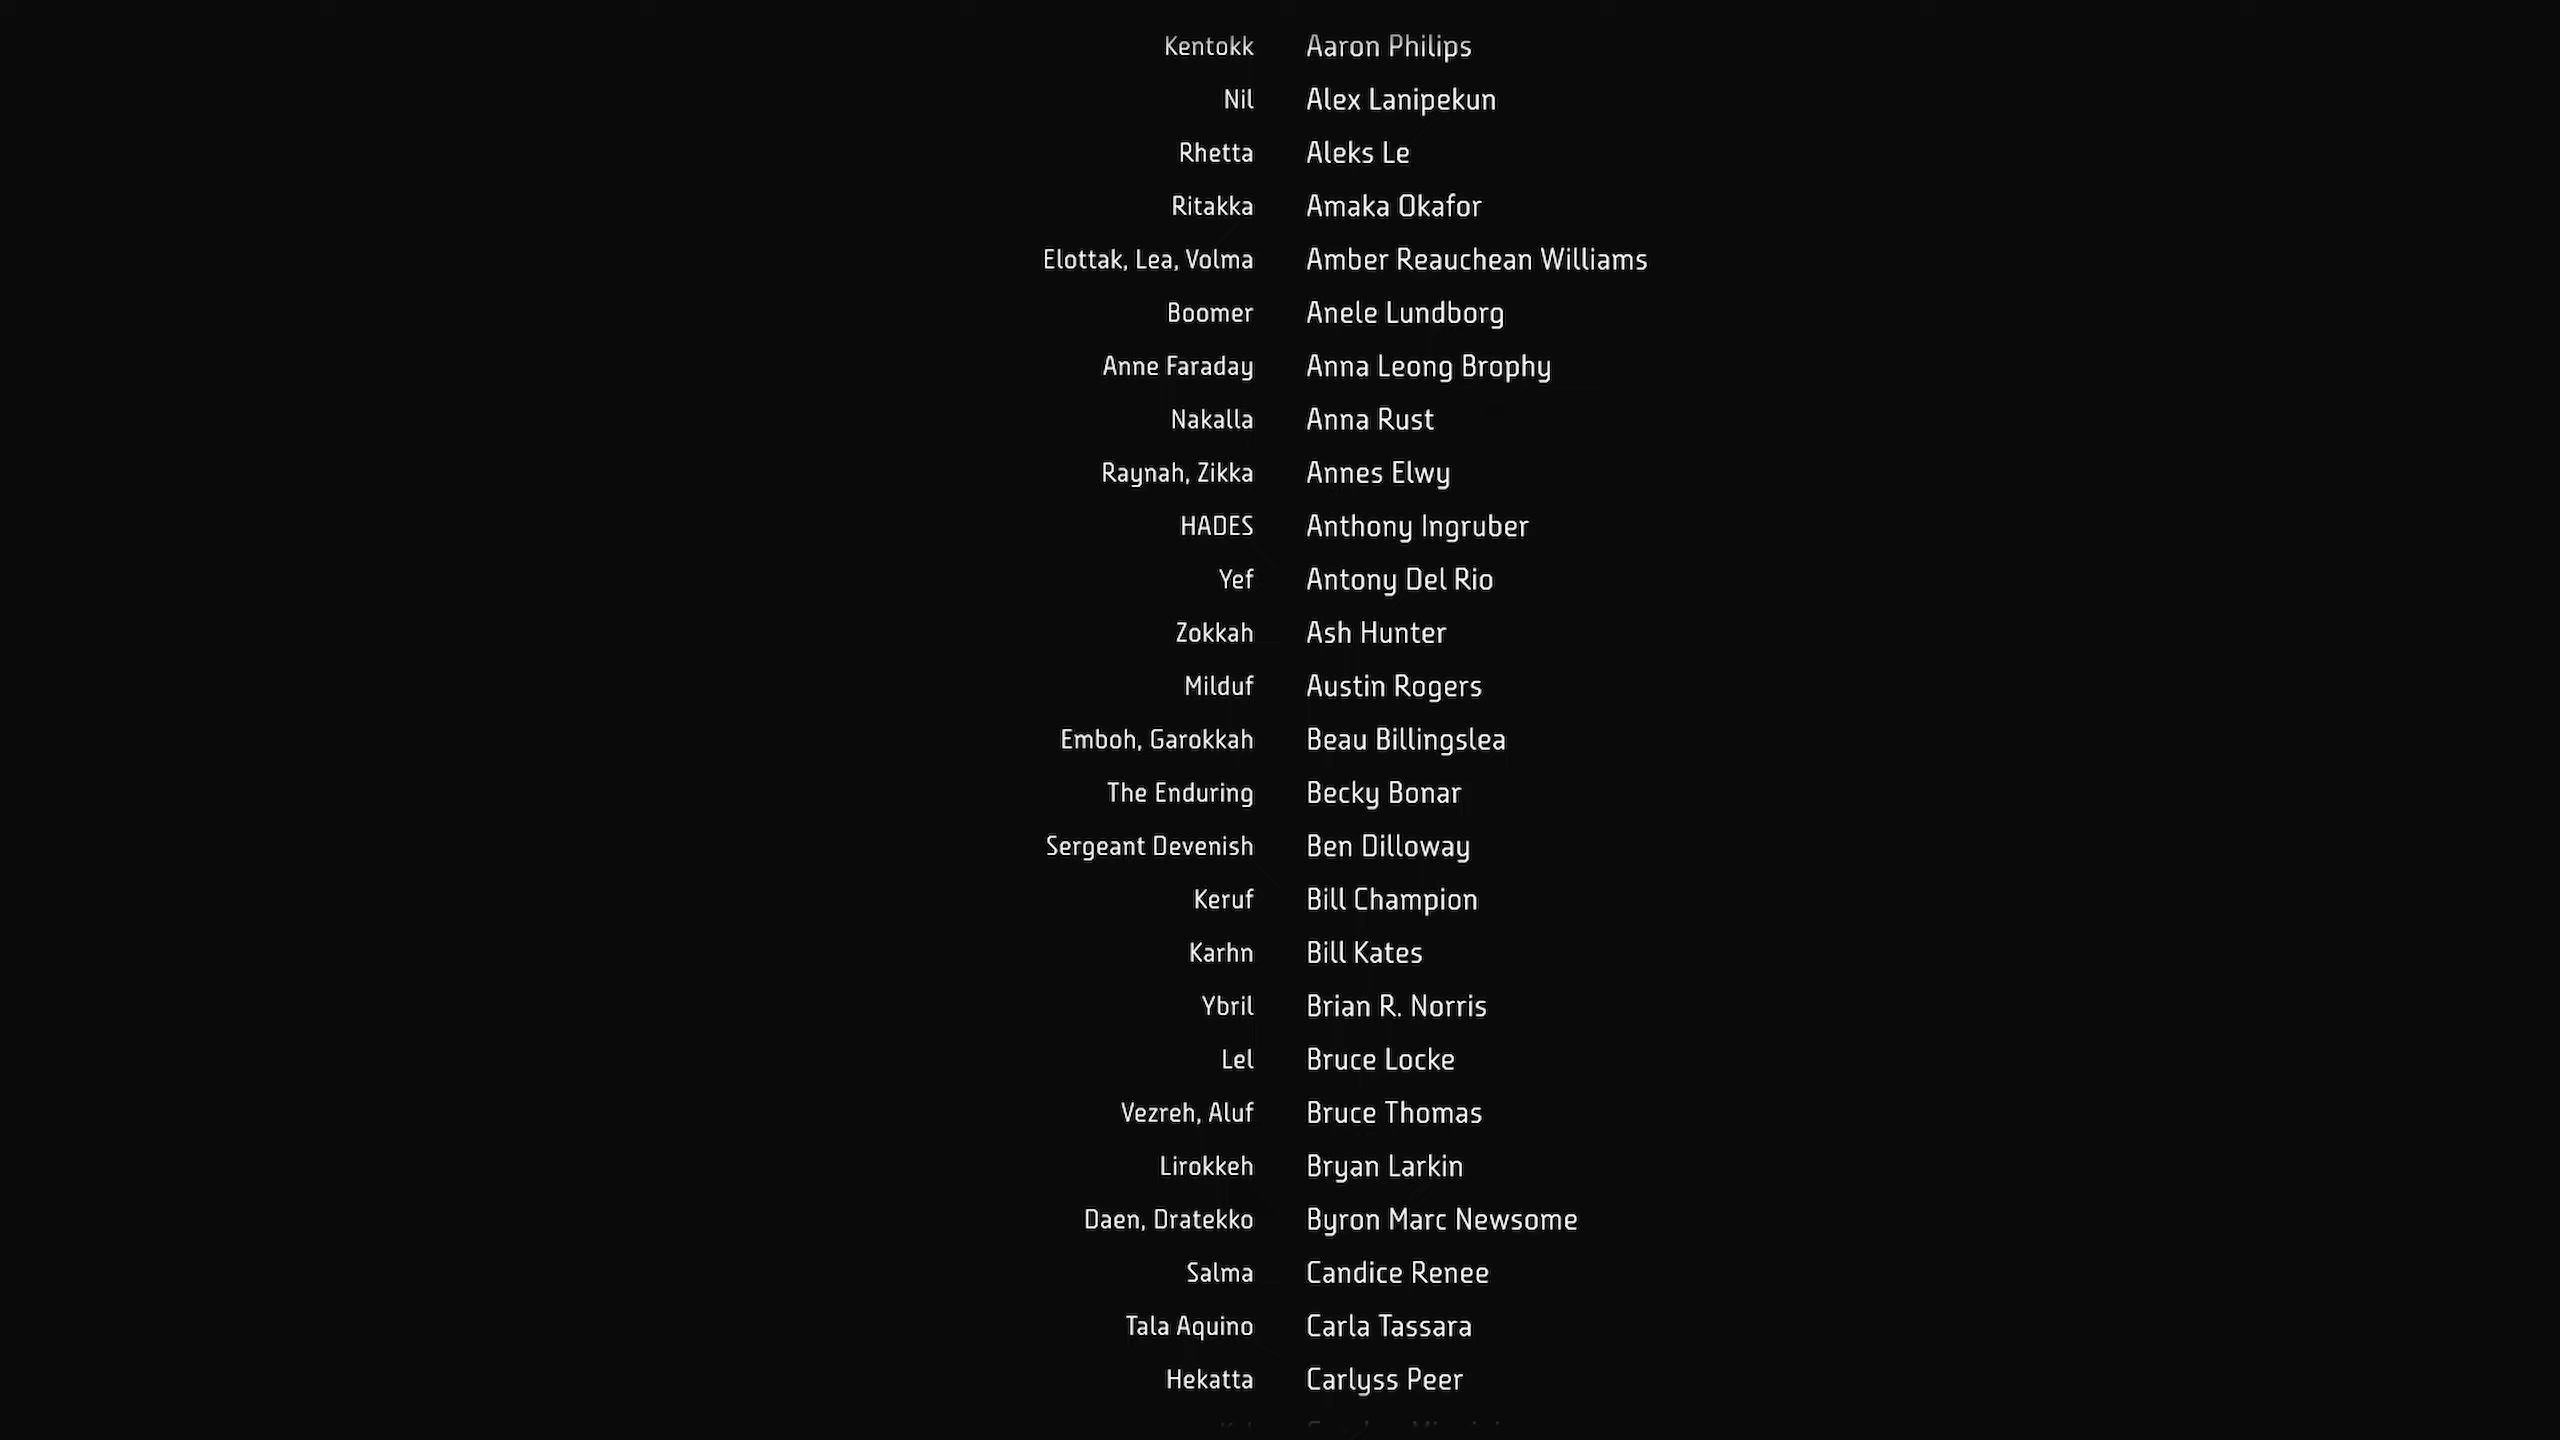 Kentokk Aaron Philips
Nil Alex Lanipekun
Rhetta Aleks Le
Ritakka Amaka Okafor
Elottak, Lea, Volma Amber Reauchean Williams
Boomer Anele Lundborg
Anne Faraday Anna Leong Brophy
Nakalla Anna Rust
Raynah, Zikka Annes Elwy
HADES Anthony Ingruber
Yef Antony Del Rio
Zokkah Ash Hunter
Milduf Austin Rogers
Emboh, Garokkah Beau Billingslea
The Enduring Becky Bonar
Sergeant Devenish Ben Dilloway
Keruf Bill Champion
Karhn Bill Kates
Ybril Brian R. Norris
Lel Bruce Locke
Vezreh, Aluf Bruce Thomas
Lirokkeh Bryan Larkin
Daen, Dratekko Byron Marc Newsome
Salma Candice Renee
Tala Aquino Carla Tassara
Hekatta Carlyss Peer